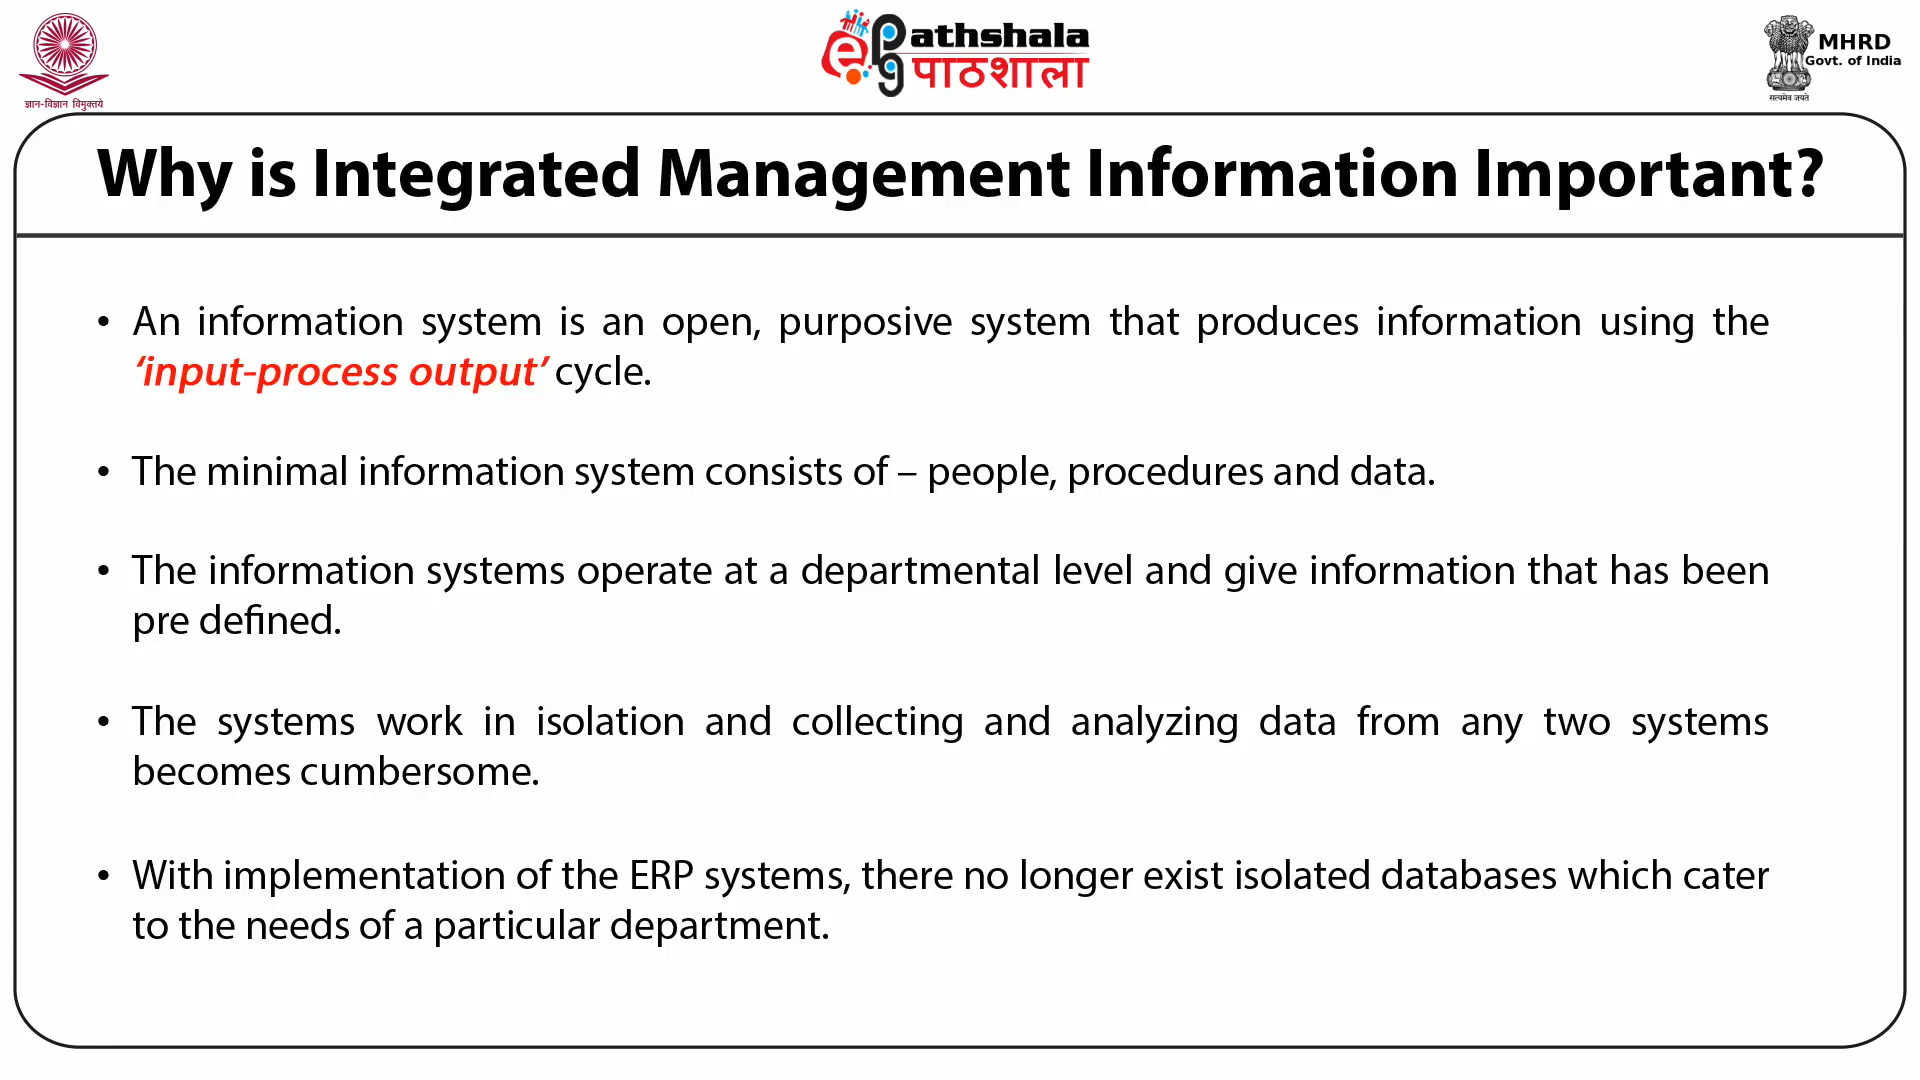 ज्ञान-विज्ञान विमुक्तये
e Pg athshala
पाठशाला
MHRD
Govt. of India
सत्यमेव जयते
Why is Integrated Management Information Important?
• An information system is an open, purposive system that produces information using the
‘input-process output’ cycle.
• The minimal information system consists of – people, procedures and data.
• The information systems operate at a departmental level and give information that has been
pre defined.
• The systems work in isolation and collecting and analyzing data from any two systems
becomes cumbersome.
• With implementation of the ERP systems, there no longer exist isolated databases which cater
to the needs of a particular department.